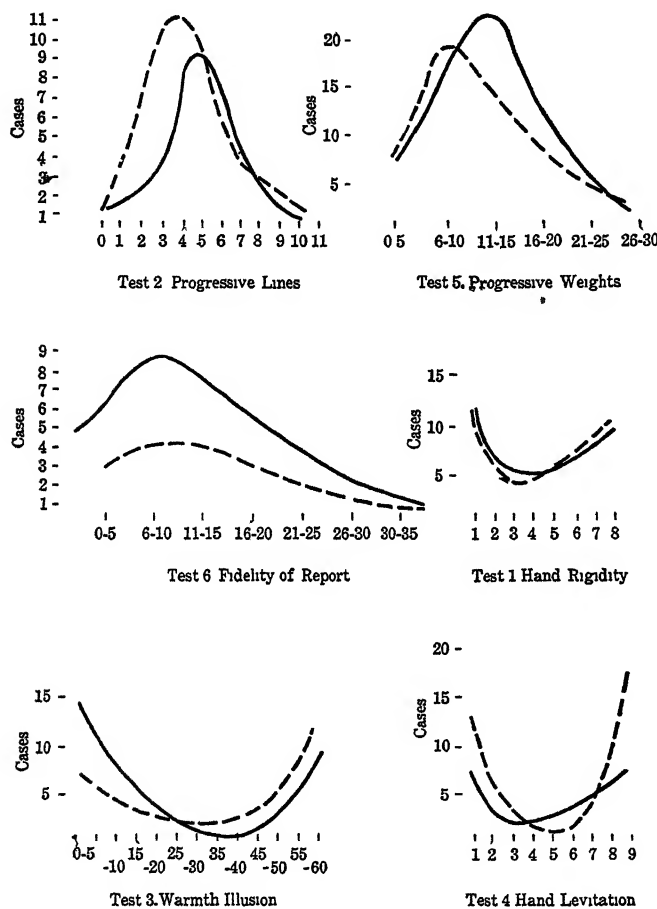 11 -
10 -
9 -
8 -
7 -
6 -
5 -
4 -
3 -
2 -
1 -
Cases
0 1 2 3 4 5 6 7 8 10 11
Test 2 Progressive Lines
20 -
15 -
10 -
5 -
Cases
0 5 6-10 11-15 16-20 21-25 26-30
Test 5. Progressive Weights
9 -
8 -
7 -
6 -
5 -
4 -
3 -
2 -
1 -
Cases
0-5 6-10 11-15 16-20 21-25 26-30 30-35
Test 6 Fidelity of Report
15 -
10 -
5 -
Cases
1 2 3 4 5 6 7 8
Test 1 Hand Rigidity
15 -
10 -
5 -
Cases
0-5 15 25 35 45 55
-10 -20 -30 -40 -50 -60
Test 3. Warmth Illusion
20 -
15 -
10 -
5 -
Cases
1 2 3 4 5 6 7 8 9
Test 4 Hand Levitation